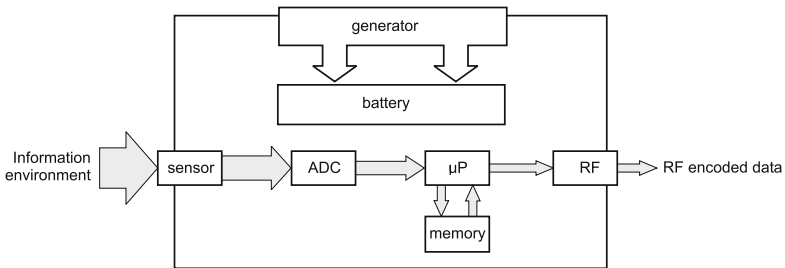 generator
battery
Information
environment
sensor
ADC
µP
RF
RF encoded data
memory